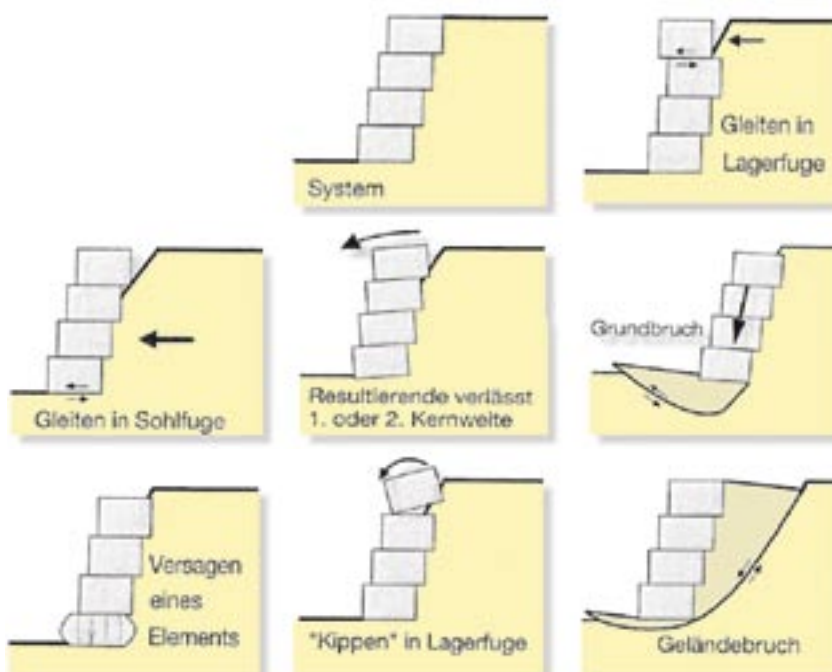 System
Gleiten in
Lagerfuge
Gleiten in Sohlfuge
Resultierende verlässt
1. oder 2. Kernweite
Grundbruch
Versagen
eines
Elements
"Kippen" in Lagerfuge
Geländebruch